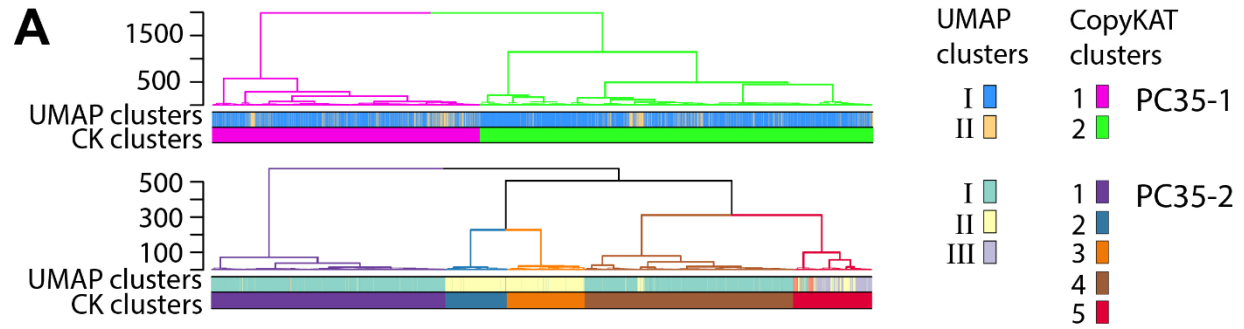 A
1500
500
UMAP clusters
CK clusters
500
300
100
UMAP clusters
CK clusters
UMAP clusters
CopyKAT clusters
I
II
1
2
PC35-1
I
II
III
1
2
3
4
5
PC35-2